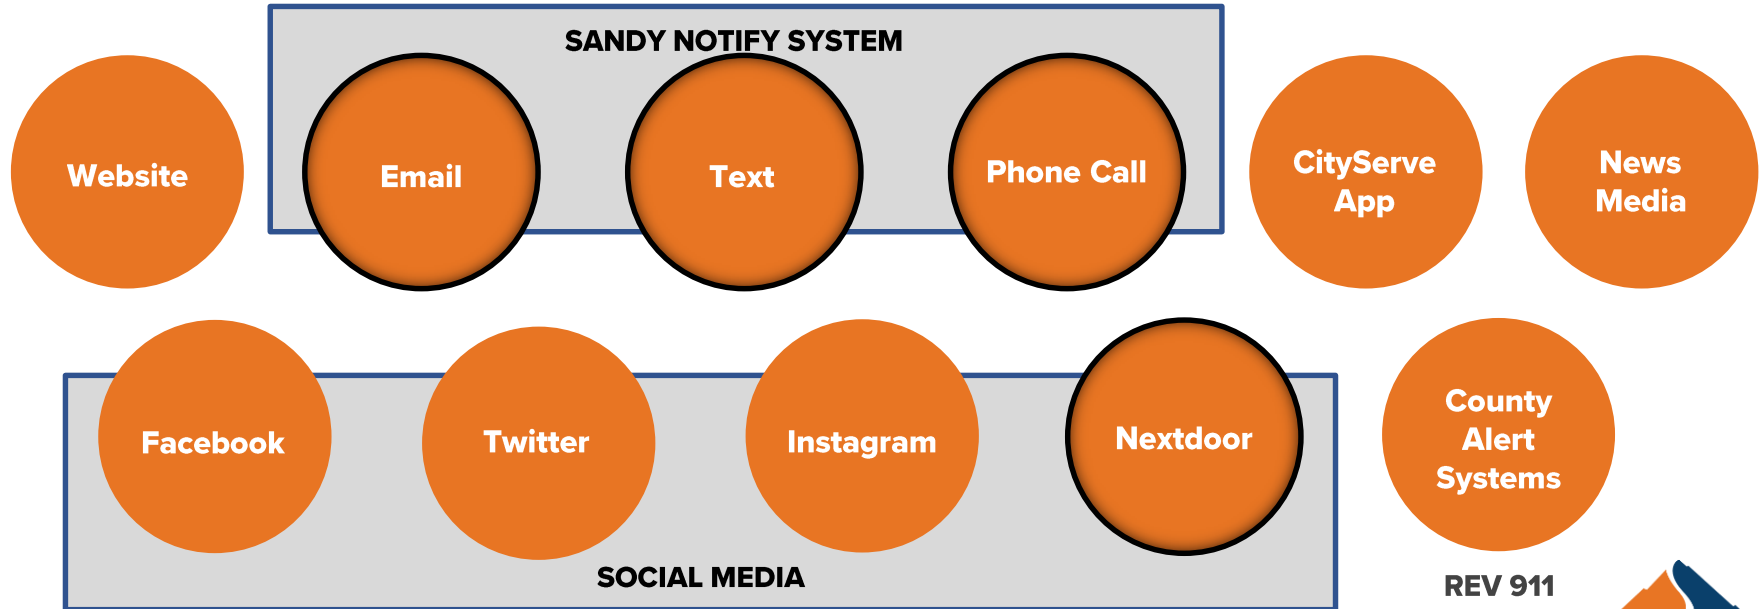 SANDY NOTIFY SYSTEM
Website
Email
Text
Phone Call
CityServe
App
News
Media
Facebook
Twitter
Instagram
Nextdoor
County
Alert
Systems
SOCIAL MEDIA
REV 911